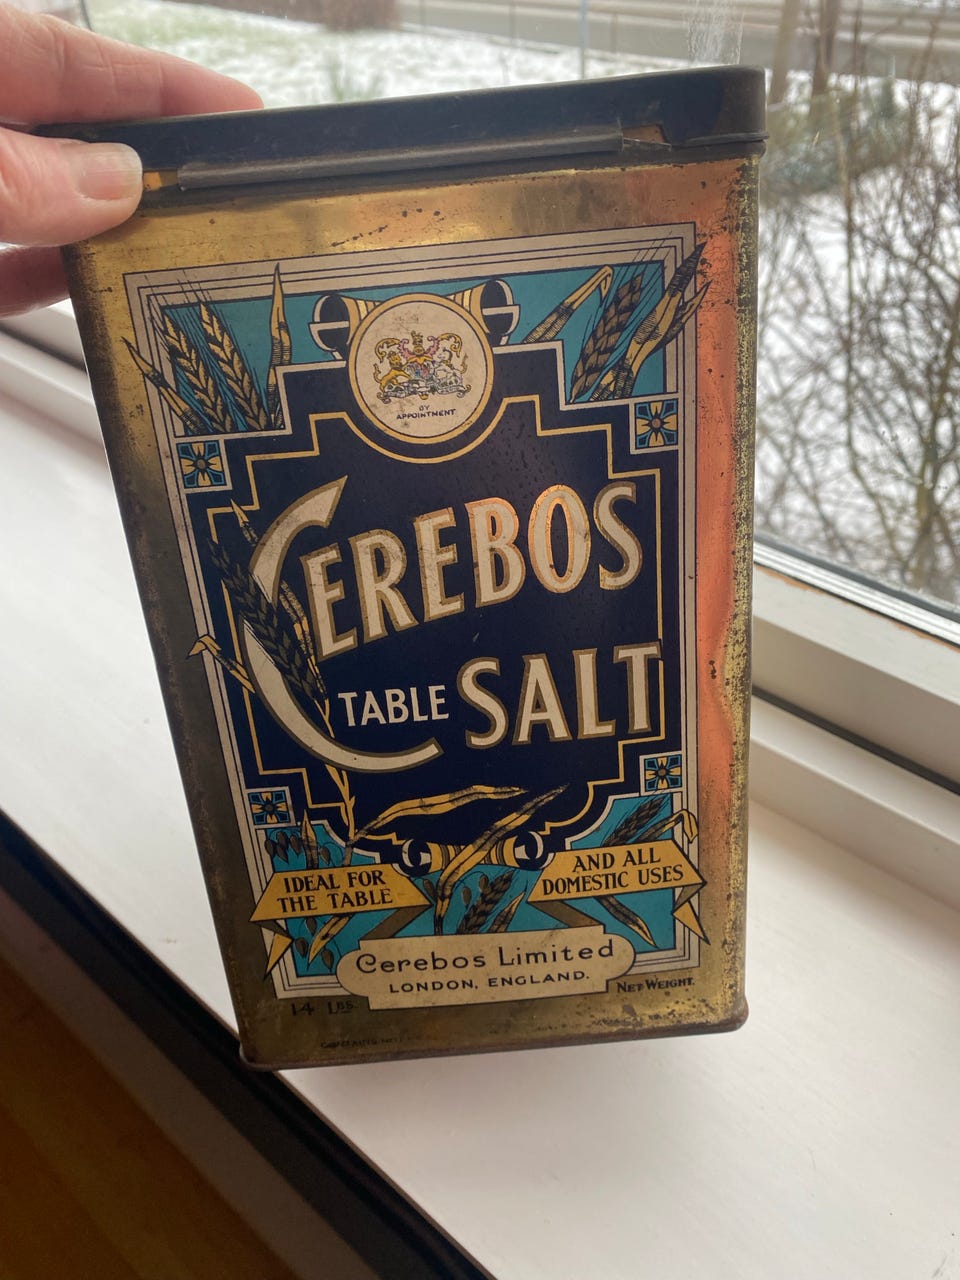 BY
APPOINTMENT
CEREBOS
TABLE SALT
IDEAL FOR
THE TABLE
AND ALL
DOMESTIC USES
Cerebos Limited
LONDON, ENGLAND.
14 LBS. NET WEIGHT.